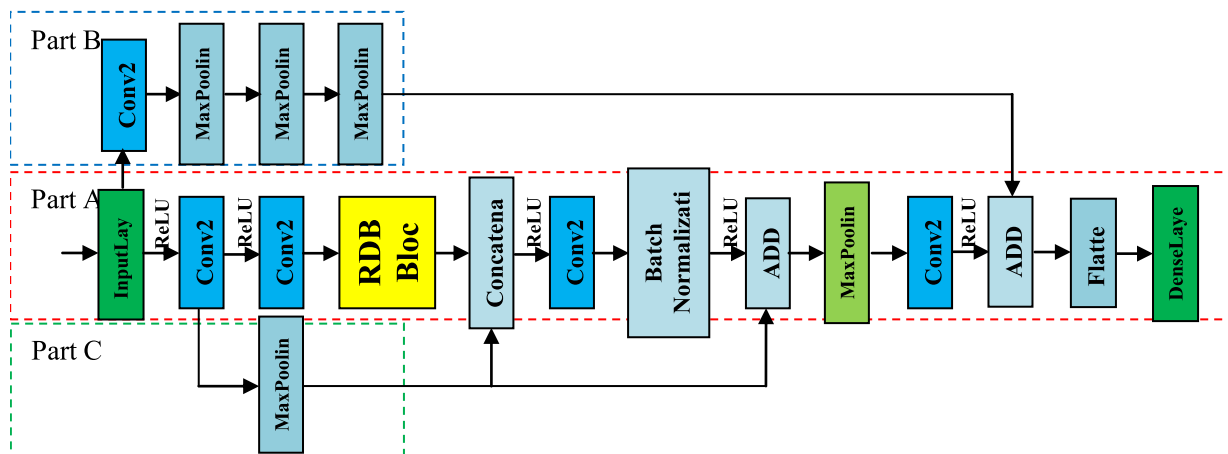 Part B
Conv2
MaxPoolin
MaxPoolin
MaxPoolin
Part A
InputLay
ReLU
Conv2
ReLU
Conv2
RDB
Bloc
Concatena
ReLU
Conv2
Batch
Normalizati
ReLU
ADD
MaxPoolin
Conv2
ReLU
ADD
Flatte
DenseLaye
Part C
MaxPoolin